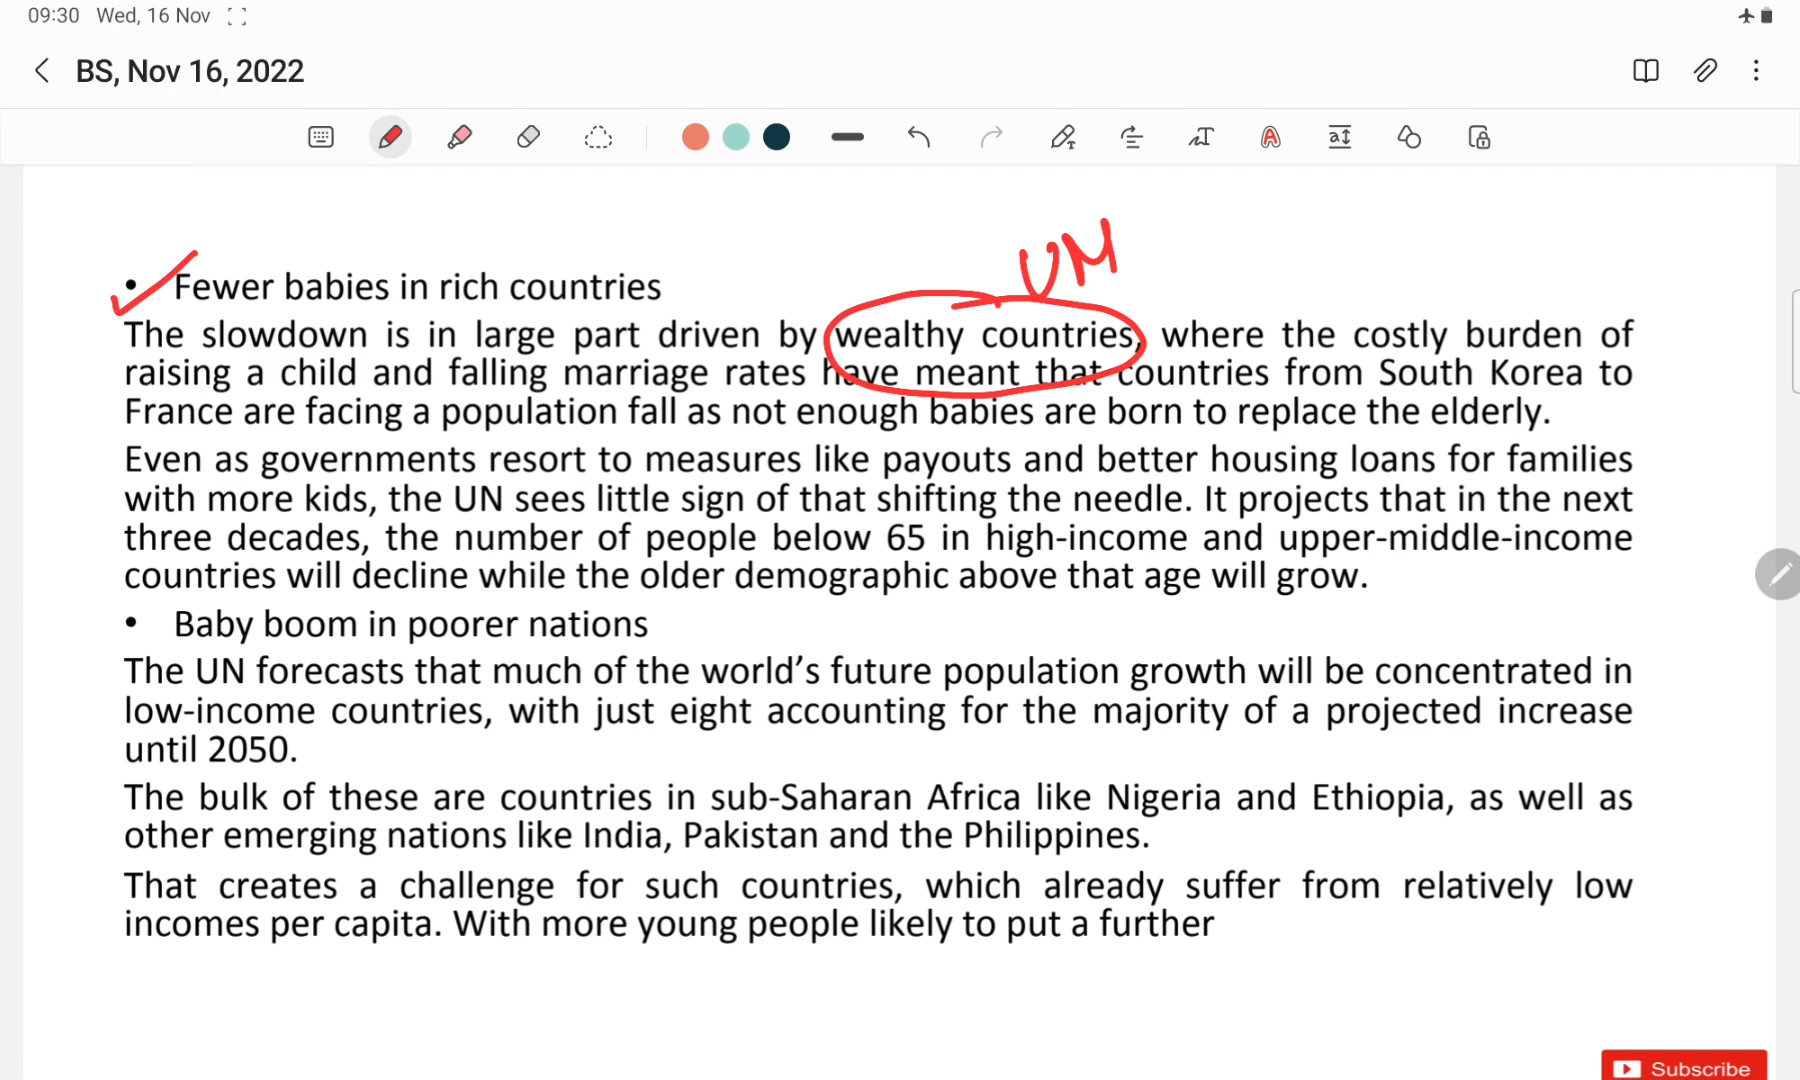 09:30 Wed, 16 Nov
BS, Nov 16, 2022
UM
• Fewer babies in rich countries
The slowdown is in large part driven by wealthy countries, where the costly burden of
raising a child and falling marriage rates have meant that countries from South Korea to
France are facing a population fall as not enough babies are born to replace the elderly.
Even as governments resort to measures like payouts and better housing loans for families
with more kids, the UN sees little sign of that shifting the needle. It projects that in the next
three decades, the number of people below 65 in high-income and upper-middle-income
countries will decline while the older demographic above that age will grow.
• Baby boom in poorer nations
The UN forecasts that much of the world’s future population growth will be concentrated in
low-income countries, with just eight accounting for the majority of a projected increase
until 2050.
The bulk of these are countries in sub-Saharan Africa like Nigeria and Ethiopia, as well as
other emerging nations like India, Pakistan and the Philippines.
That creates a challenge for such countries, which already suffer from relatively low
incomes per capita. With more young people likely to put a further
Subscribe